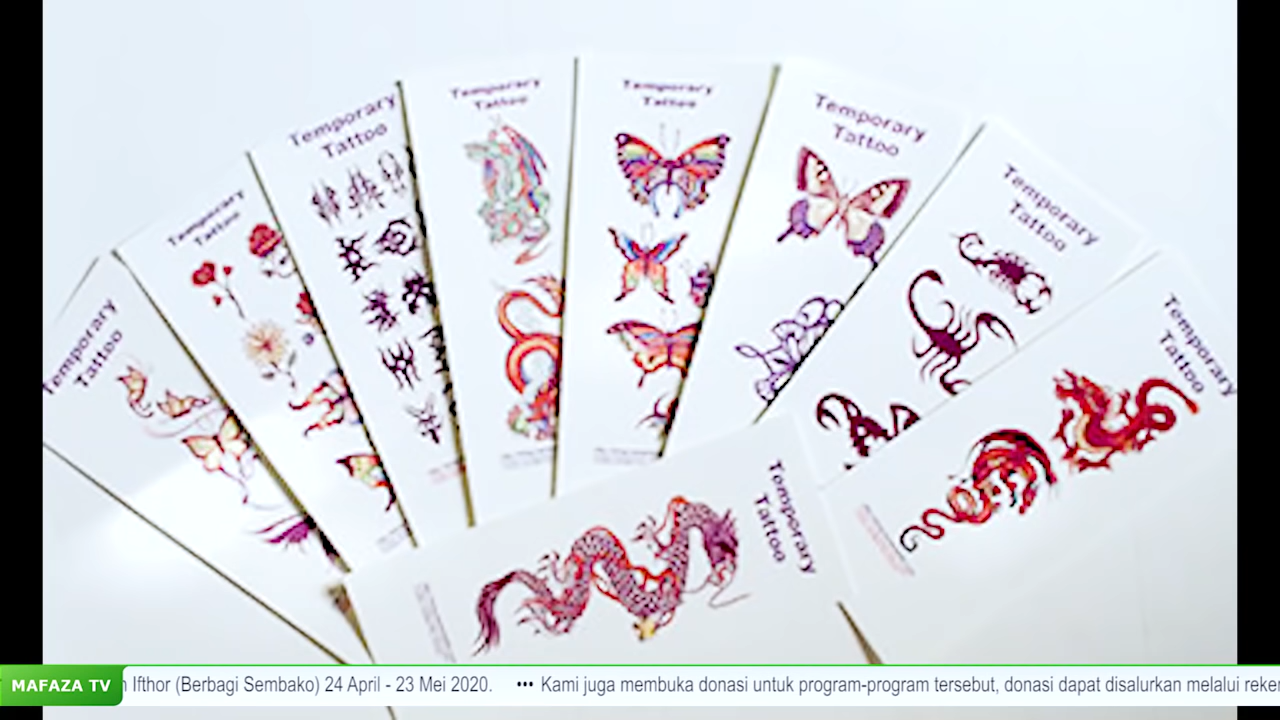 Temporary
Tattoo
Temporary
Tattoo
Temporary
Tattoo
Temporary
Tattoo
Temporary
Tattoo
Temporary
Tattoo
Temporary
Tattoo
Temporary
Tattoo
Temporary
Tattoo
MAFAZA TV
Ifthor (Berbagi Sembako) 24 April - 23 Mei 2020. ••• Kami juga membuka donasi untuk program-program tersebut, donasi dapat disalurkan melalui